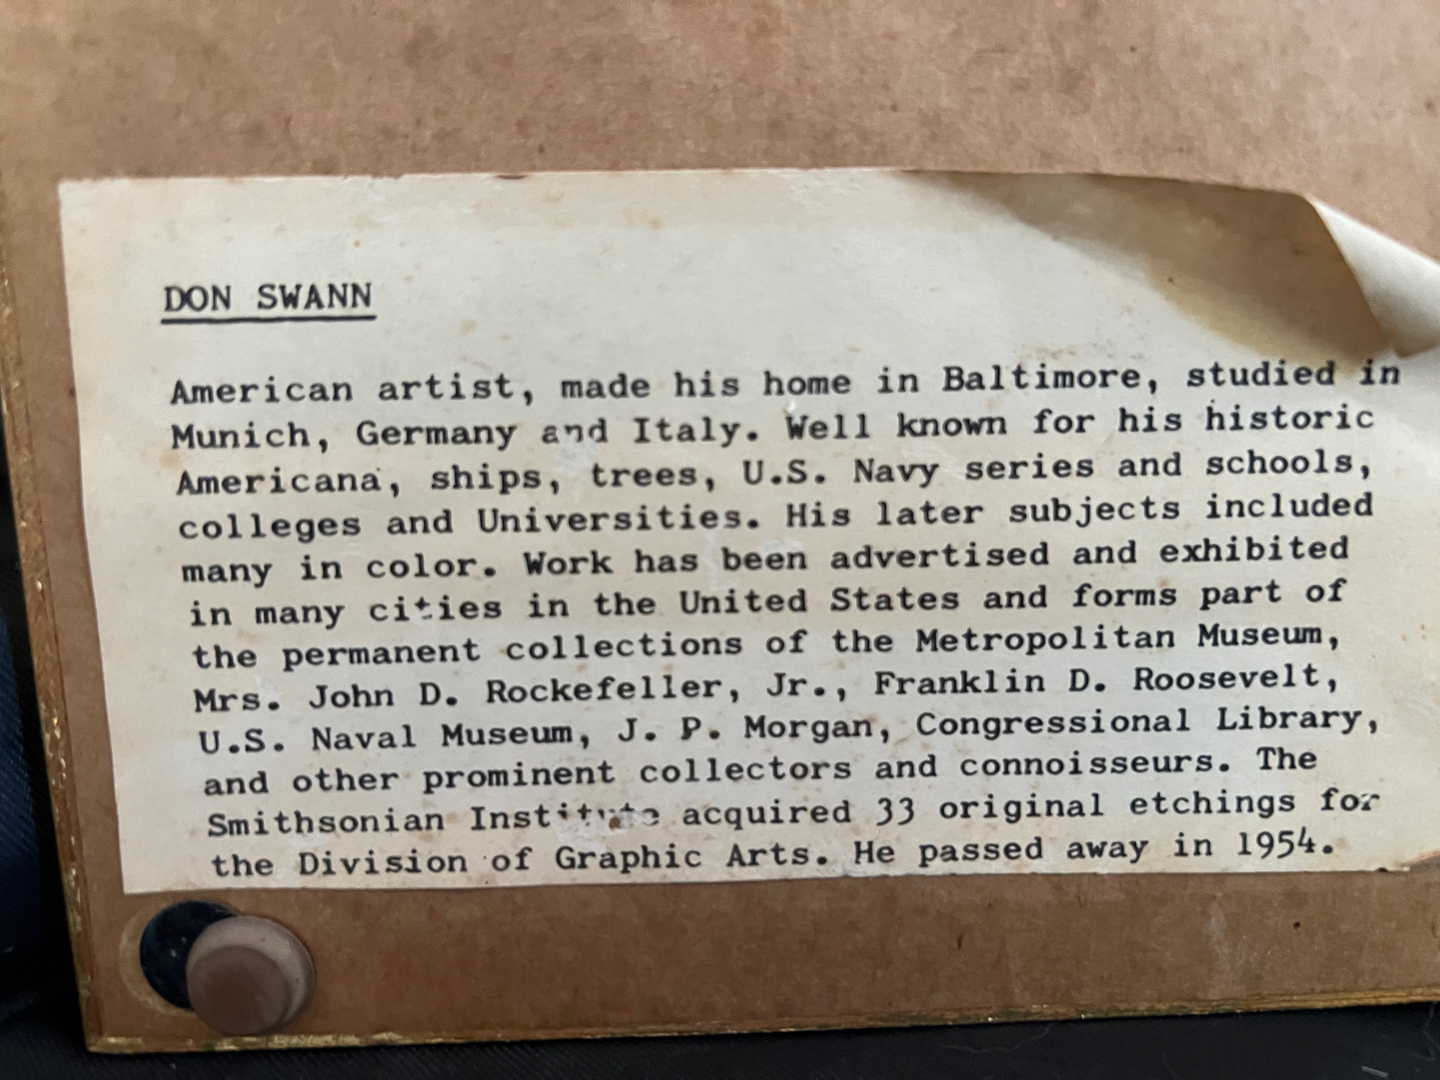 DON SWANN
American artist, made his home in Baltimore, studied in
Munich, Germany and Italy. Well known for his historic
Americana, ships, trees, U.S. Navy series and schools,
colleges and Universities. His later subjects included
many in color. Work has been advertised and exhibited
in many cities in the United States and forms part of
the permanent collections of the Metropolitan Museum,
Mrs. John D. Rockefeller, Jr., Franklin D. Roosevelt,
U.S. Naval Museum, J. P. Morgan, Congressional Library,
and other prominent collectors and connoisseurs. The
Smithsonian Institute acquired 33 original etchings for
the Division of Graphic Arts. He passed away in 1954.